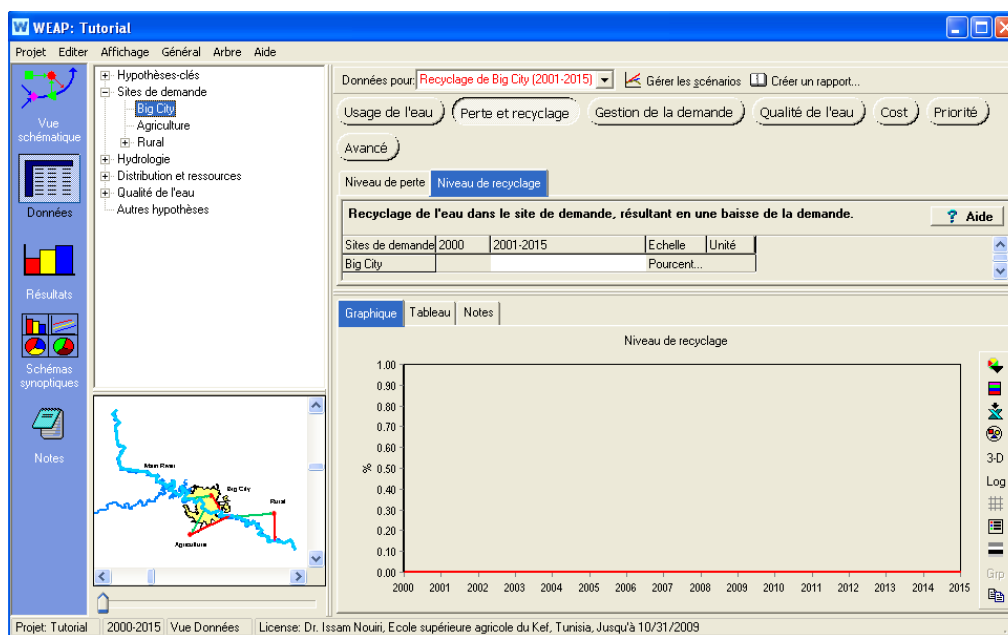 WEAP: Tutorial
Projet Editer Affichage Général Arbre Aide
Vue schématique
Données
Résultats
Schémas synoptiques
Notes
Hypothèses-clés
Sites de demande
Big City
Agriculture
Rural
Hydrologie
Distribution et ressources
Qualité de l'eau
Autres hypothèses
Main River
Big City
Rural
Agriculture
Données pour: Recyclage de Big City (2001-2015) Gérer les scénarios Créer un rapport...
Usage de l'eau Perte et recyclage Gestion de la demande Qualité de l'eau Cost Priorité
Avancé
Niveau de perte Niveau de recyclage
Recyclage de l'eau dans le site de demande, résultant en une baisse de la demande. ? Aide
Sites de demande 2000 2001-2015 Echelle Unité
Big City Pourcent...
Graphique Tableau Notes
Niveau de recyclage
%
1.00
0.90
0.80
0.70
0.60
0.50
0.40
0.30
0.20
0.10
0.00
2000 2001 2002 2003 2004 2005 2006 2007 2008 2009 2010 2011 2012 2013 2014 2015
3-D
Log
Grp
Projet: Tutorial 2000-2015 Vue Données License: Dr. Issam Nouiri, Ecole supérieure agricole du Kef, Tunisia, Jusqu'à 10/31/2009